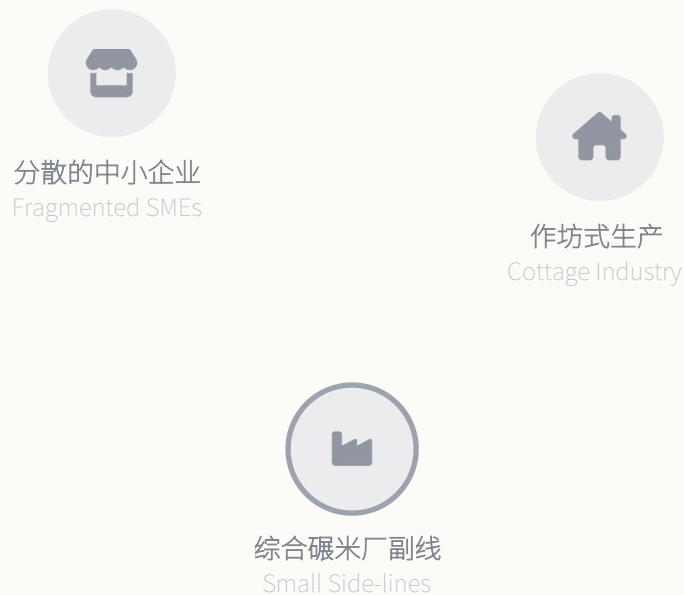 分散的中小企业
Fragmented SMEs
作坊式生产
Cottage Industry
综合碾米厂副线
Small Side-lines